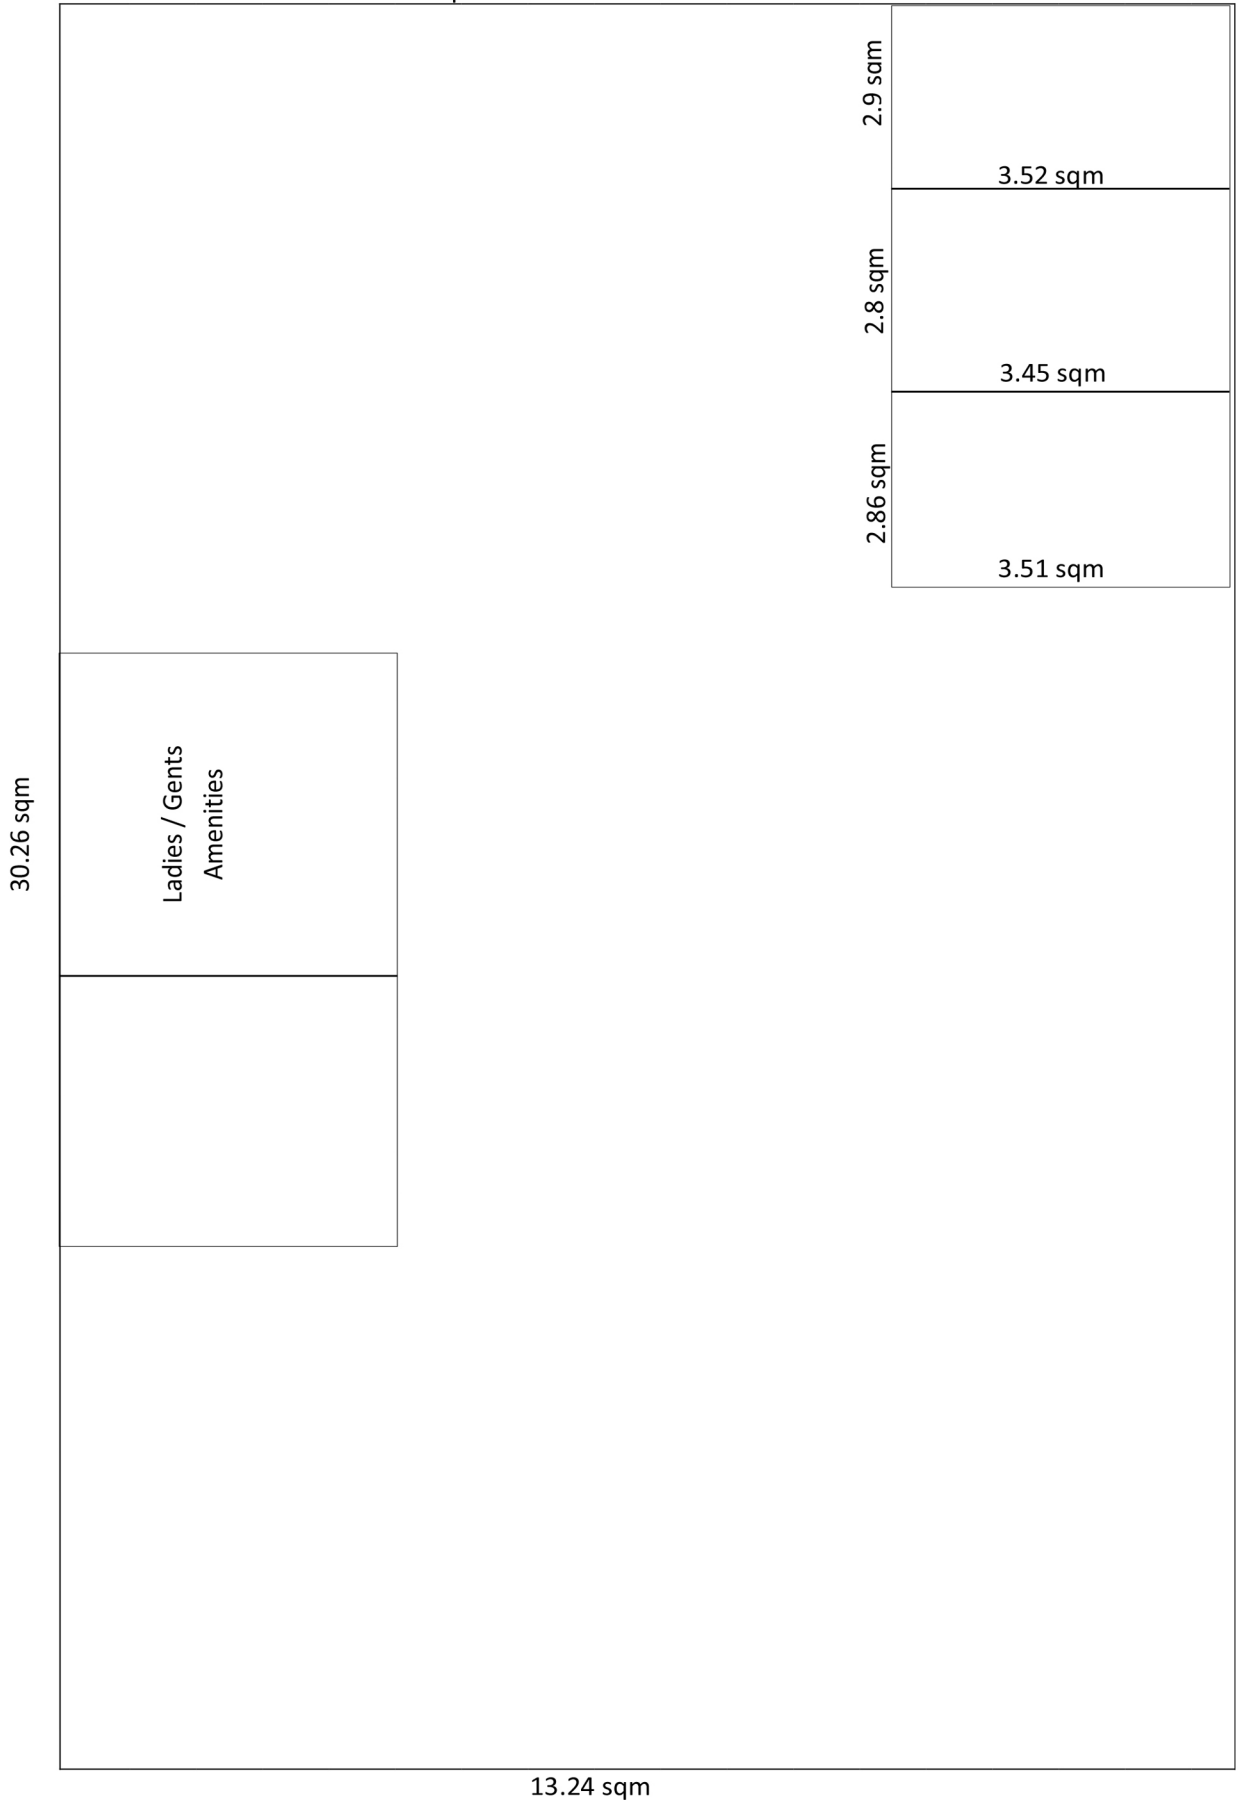 2.9 sqm
3.52 sqm
2.8 sqm
3.45 sqm
2.86 sqm
3.51 sqm
Ladies / Gents
Amenities
30.26 sqm
13.24 sqm